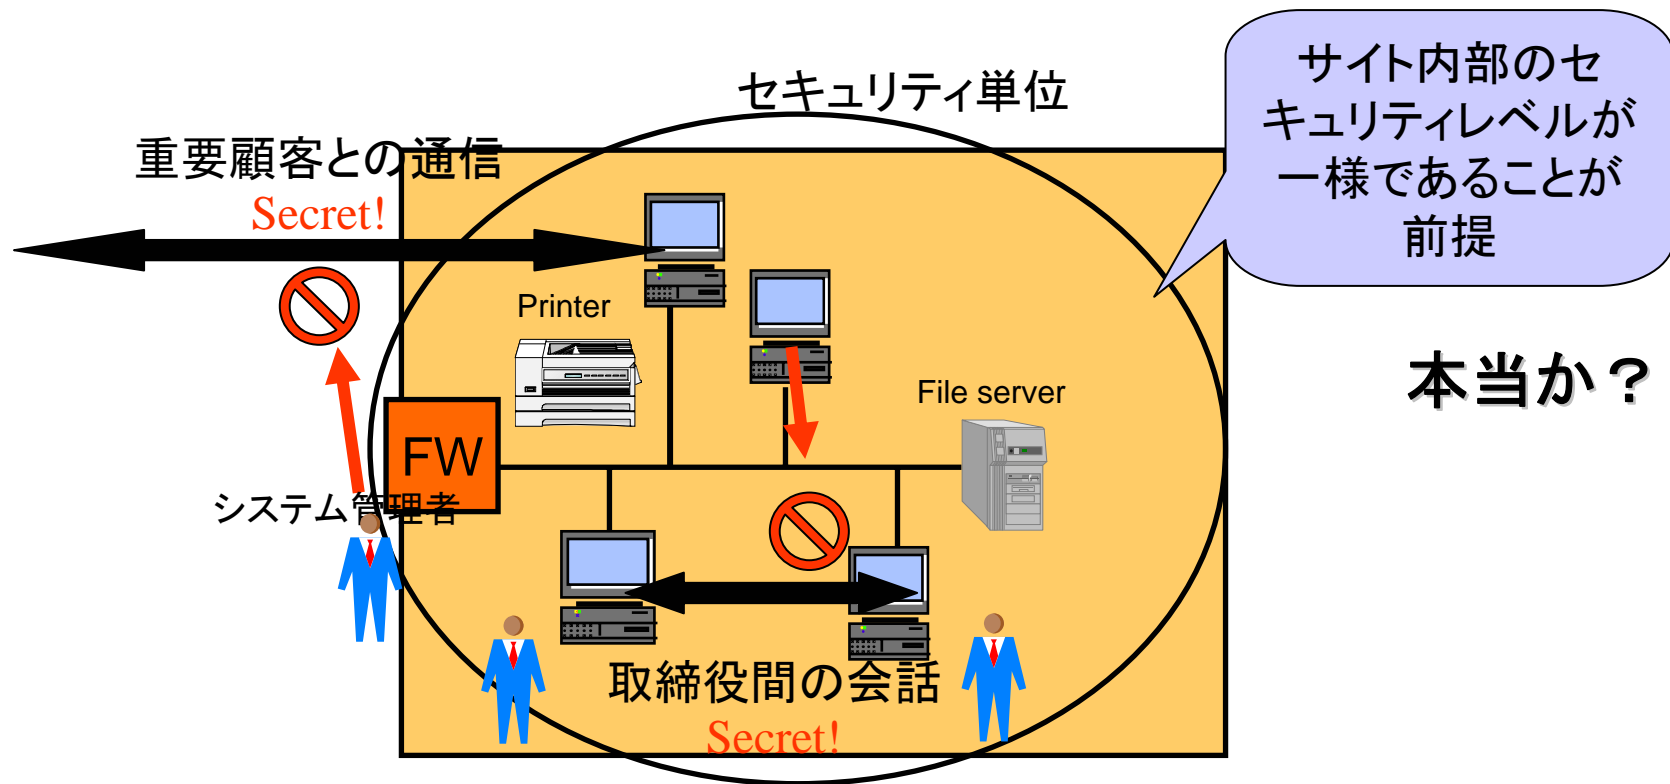 セキュリティ単位
サイト内部のセ
キュリティレベルが
一様であることが
前提
重要顧客との通信
Secret!
Printer
本当か？
File server
FW
システム管理者
取締役間の会話
Secret!